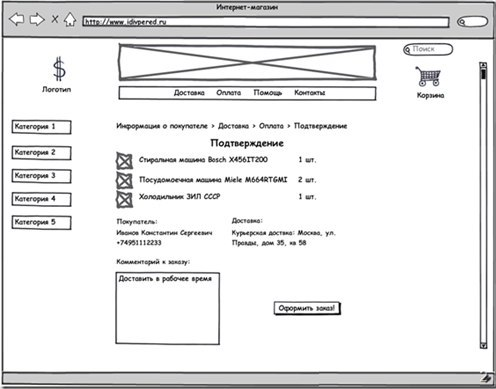 Интернет-магазин
http://www.idivpered.ru
Поиск
$
Логотип
Корзина
Доставка Оплата Помощь Контакты
Категория 1
Категория 2
Категория 3
Категория 4
Категория 5
Информация о покупателе > Доставка > Оплата > Подтверждение
Подтверждение
Стиральная машина Bosch X456IT200 1 шт.
Посудомоечная машина Miele M664RTGMI 2 шт.
Холодильник ЗИЛ СССР 1 шт.
Покупатель:
Иванов Константин Сергеевич
+74951112233
Доставка:
Курьерская доставка: Москва, ул.
Правды, дом 35, кв 58
Комментарий к заказу:
Доставить в рабочее время
Оформить заказ!